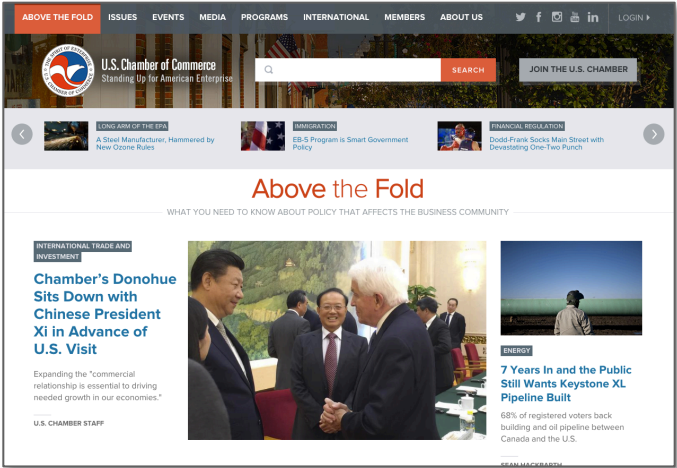 ABOVE THE FOLD ISSUES EVENTS MEDIA PROGRAMS INTERNATIONAL MEMBERS ABOUT US LOGIN
U.S. Chamber of Commerce
Standing Up for American Enterprise
SEARCH
JOIN THE U.S. CHAMBER
LONG ARM OF THE EPA
A Steel Manufacturer, Hammered by
New Ozone Rules
IMMIGRATION
EB-5 Program is Smart Government
Policy
FINANCIAL REGULATION
Dodd-Frank Socks Main Street with
Devastating One-Two Punch
Above the Fold
WHAT YOU NEED TO KNOW ABOUT POLICY THAT AFFECTS THE BUSINESS COMMUNITY
INTERNATIONAL TRADE AND
INVESTMENT
Chamber's Donohue
Sits Down with
Chinese President
Xi in Advance of
U.S. Visit
Expanding the "commercial
relationship is essential to driving
needed growth in our economies."
U.S. CHAMBER STAFF
ENERGY
7 Years In and the Public
Still Wants Keystone XL
Pipeline Built
68% of registered voters back
building and oil pipeline between
Canada and the U.S.
SEAN HACKBARTH